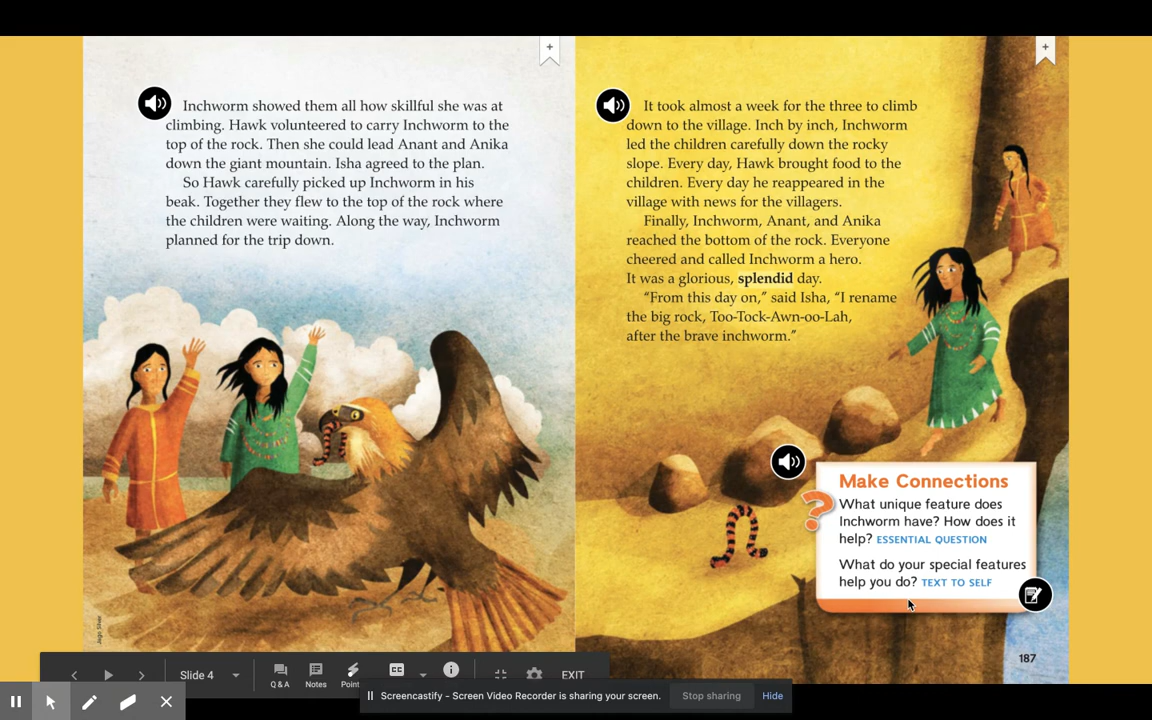 Inchworm showed them all how skillful she was at
climbing. Hawk volunteered to carry Inchworm to the
top of the rock. Then she could lead Anant and Anika
down the giant mountain. Isha agreed to the plan.
So Hawk carefully picked up Inchworm in his
beak. Together they flew to the top of the rock where
the children were waiting. Along the way, Inchworm
planned for the trip down.
It took almost a week for the three to climb
down to the village. Inch by inch, Inchworm
led the children carefully down the rocky
slope. Every day, Hawk brought food to the
children. Every day he reappeared in the
village with news for the villagers.
Finally, Inchworm, Anant, and Anika
reached the bottom of the rock. Everyone
cheered and called Inchworm a hero.
It was a glorious, splendid day.
“From this day on,” said Isha, “I rename
the big rock, Too-Tock-Awn-oo-Lah,
after the brave inchworm.”
Make Connections
What unique feature does
Inchworm have? How does it
help? ESSENTIAL QUESTION
What do your special features
help you do? TEXT TO SELF
?
187
Jago Silver
Slide 4
Q & A
Notes
Point
CC
EXIT
Screencastify - Screen Video Recorder is sharing your screen.
Stop sharing
Hide